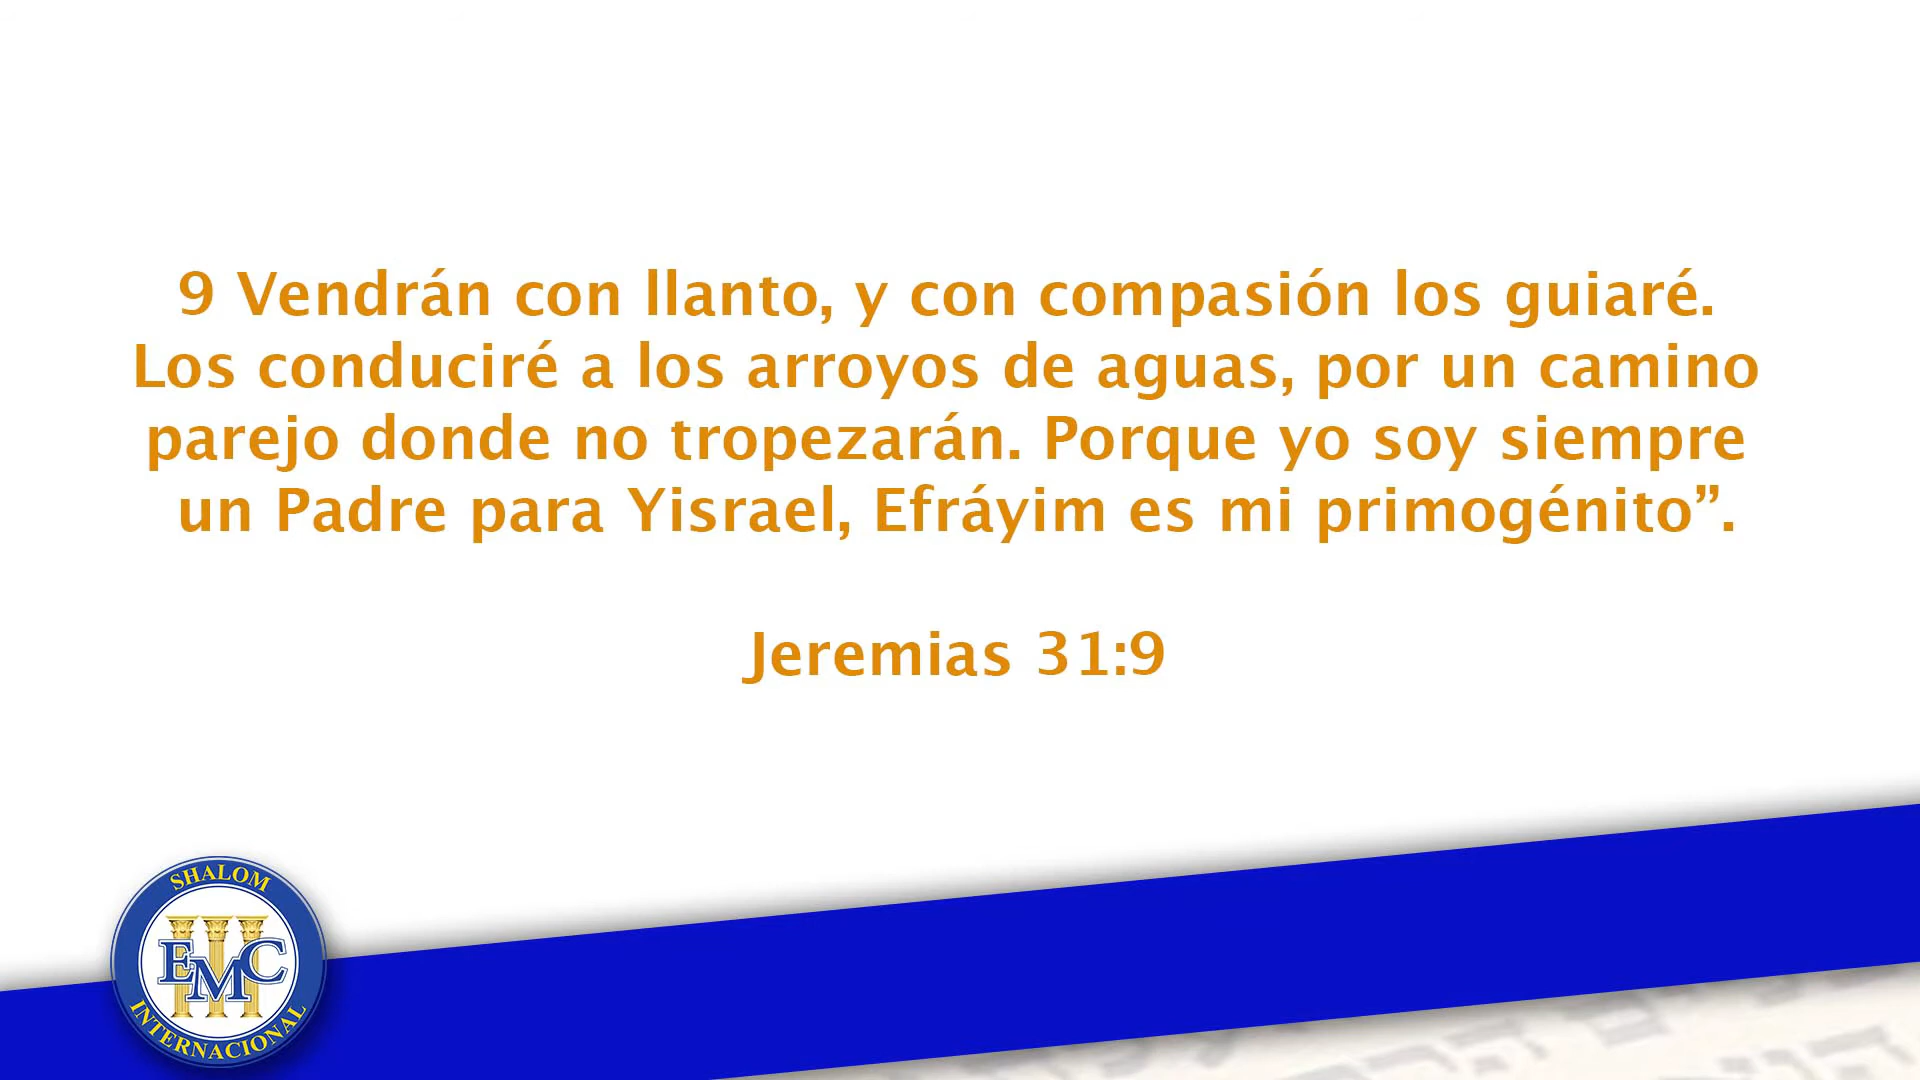 9 Vendrán con llanto, y con compasión los guiaré.
Los conduciré a los arroyos de aguas, por un camino
parejo donde no tropezarán. Porque yo soy siempre
un Padre para Yisrael, Efráyim es mi primogénito”.
Jeremias 31:9
SHALOM
EMC
INTERNACIONAL